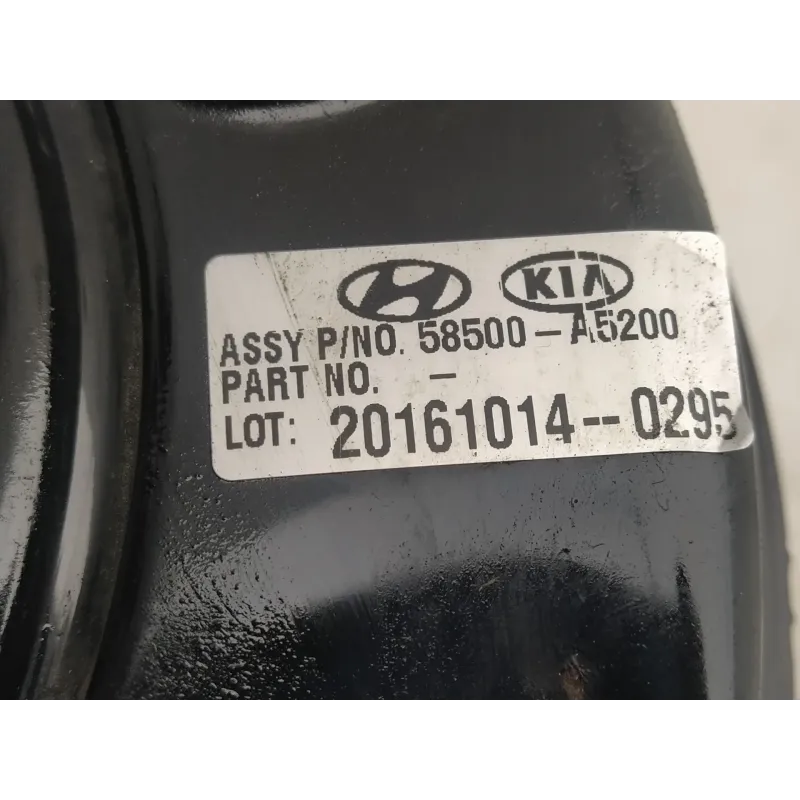 KIA
ASSY P/NO. 58500-A5200
PART NO. -
LOT: 20161014--0295